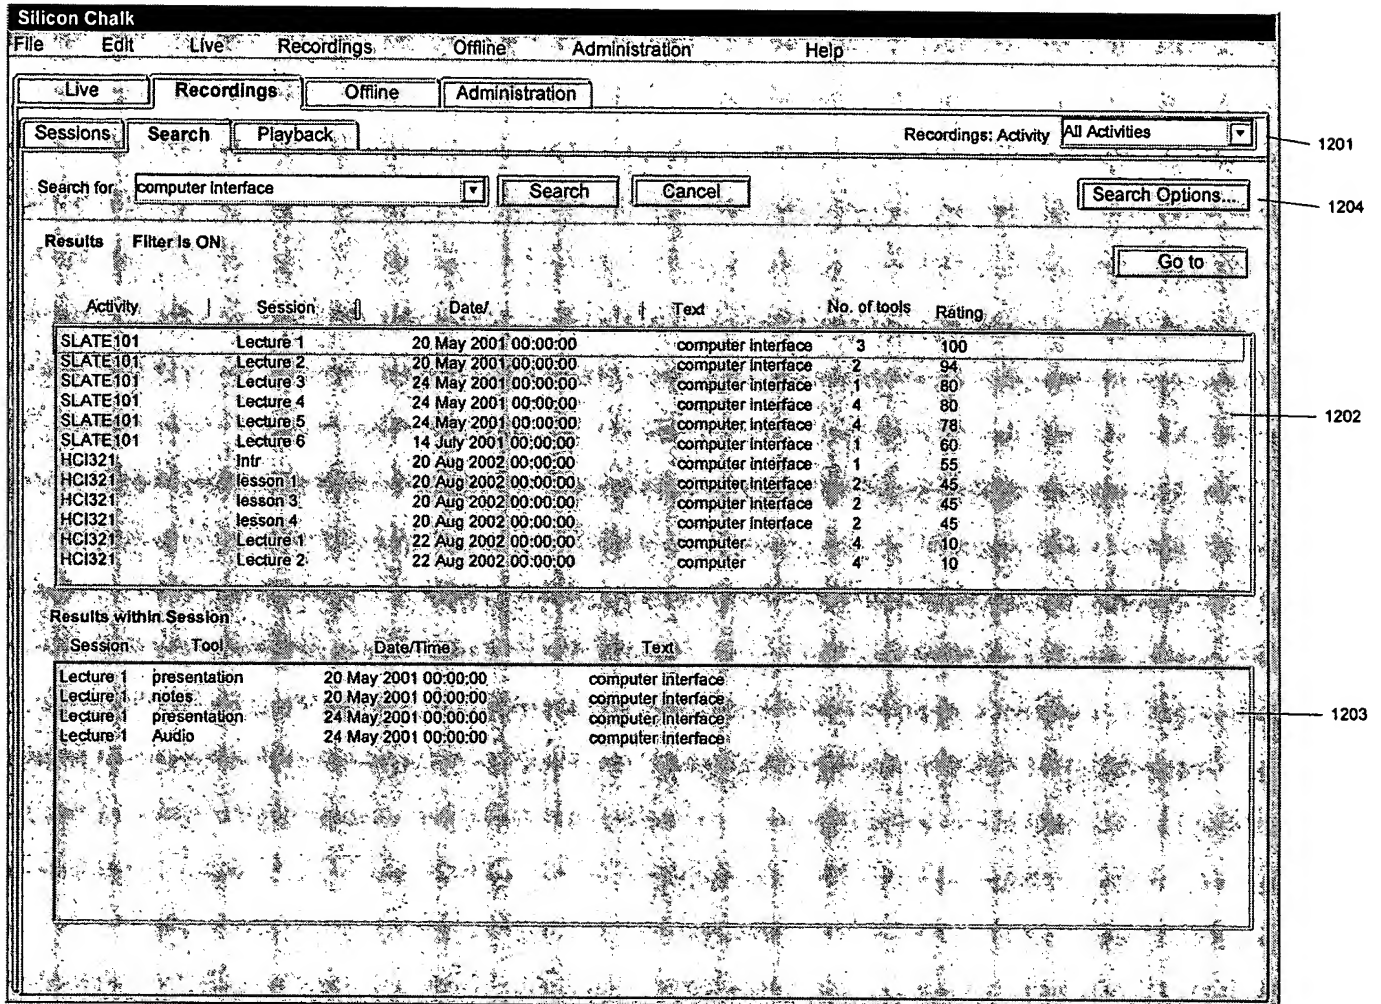 Silicon Chalk
File Edit Live Recordings Offline Administration Help
Live Recordings Offline Administration
Sessions Search Playback Recordings: Activity All Activities
1201
Search for computer interface Search Cancel Search Options...
1204
Results Filter is ON
Go to
Activity Session Date/ Text No. of tools Rating
SLATE101 Lecture 1 20 May 2001 00:00:00 computer interface 3 100
SLATE101 Lecture 2 20 May 2001 00:00:00 computer interface 2 94
SLATE101 Lecture 3 24 May 2001 00:00:00 computer interface 1 80
SLATE101 Lecture 4 24 May 2001 00:00:00 computer interface 4 80
SLATE101 Lecture 5 24 May 2001 00:00:00 computer interface 4 78
1202
SLATE101 Lecture 6 14 July 2001 00:00:00 computer interface 1 60
HCI321 Intr 20 Aug 2002 00:00:00 computer interface 1 55
HCI321 lesson 1 20 Aug 2002 00:00:00 computer interface 2 45
HCI321 lesson 3 20 Aug 2002 00:00:00 computer interface 2 45
HCI321 lesson 4 20 Aug 2002 00:00:00 computer interface 2 45
HCI321 Lecture 1 22 Aug 2002 00:00:00 computer 4 10
HCI321 Lecture 2 22 Aug 2002 00:00:00 computer 4 10
Results within Session
Session Tool Date/Time Text
Lecture 1 presentation 20 May 2001 00:00:00 computer interface
Lecture 1 notes 20 May 2001 00:00:00 computer interface
Lecture 1 presentation 24 May 2001 00:00:00 computer interface
1203
Lecture 1 Audio 24 May 2001 00:00:00 computer interface